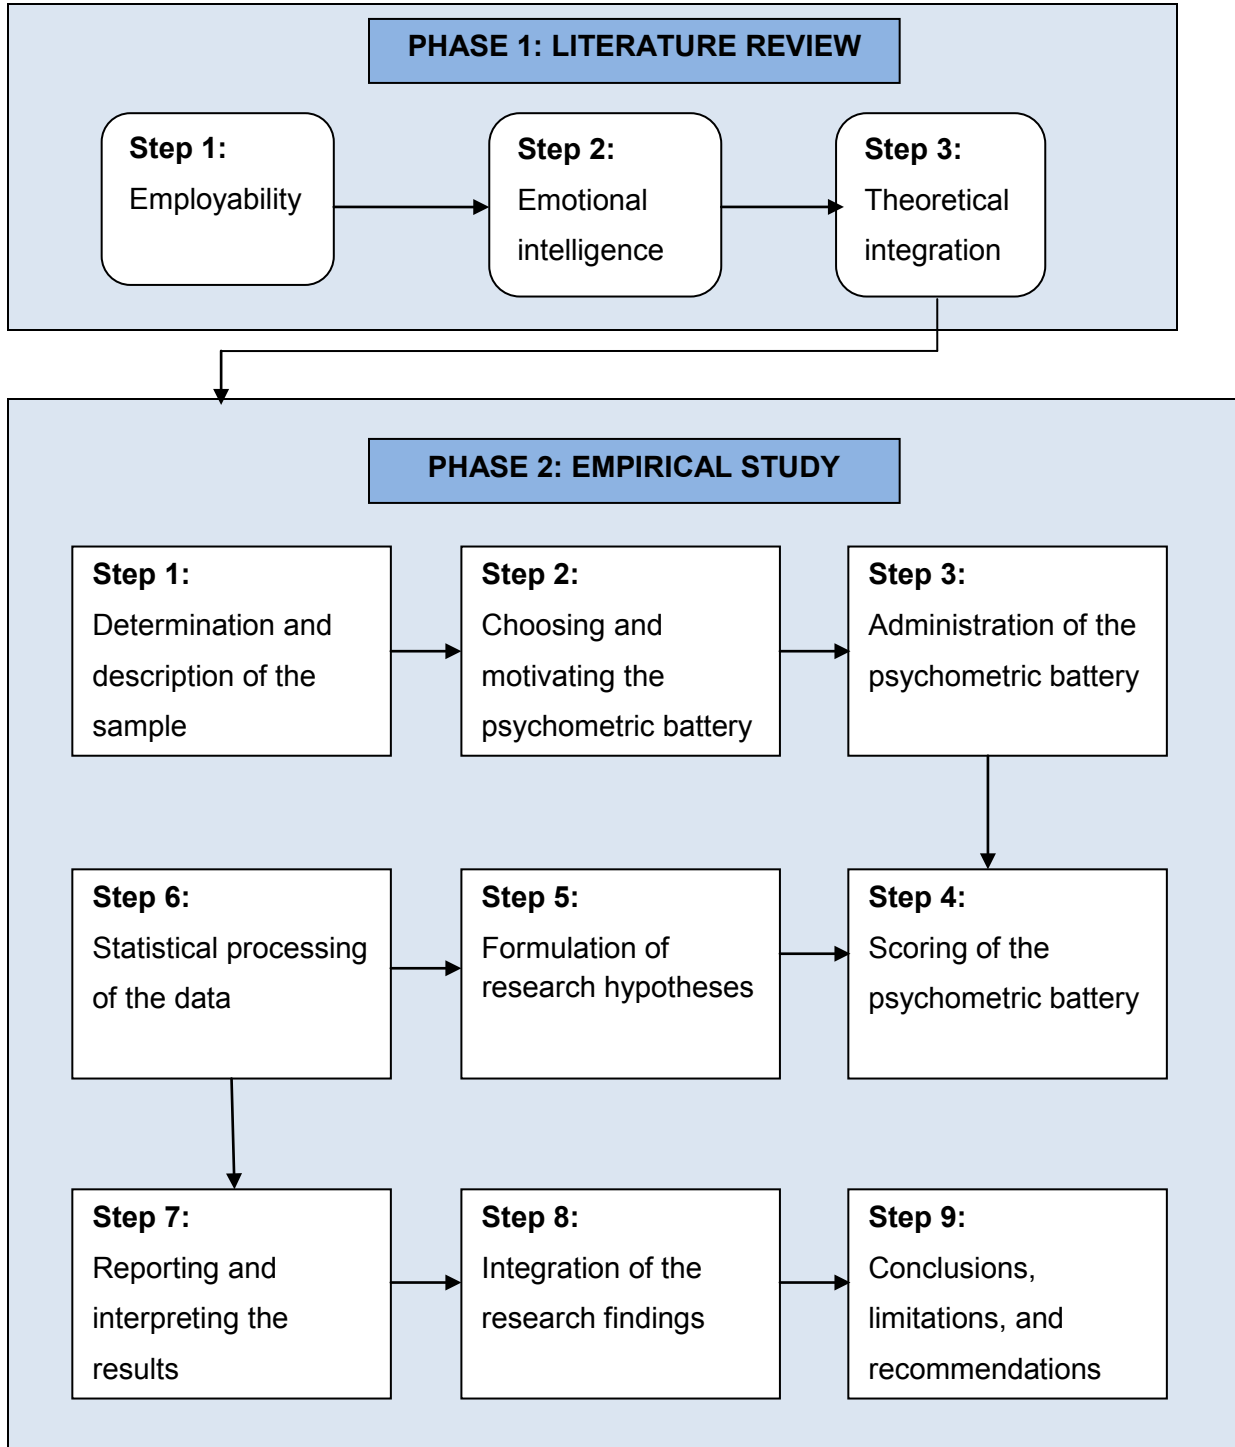 PHASE 1: LITERATURE REVIEW
Step 1:
Employability
Step 2:
Emotional
intelligence
Step 3:
Theoretical
integration
PHASE 2: EMPIRICAL STUDY
Step 1:
Determination and
description of the
sample
Step 2:
Choosing and
motivating the
psychometric battery
Step 3:
Administration of the
psychometric battery
Step 6:
Statistical processing
of the data
Step 5:
Formulation of
research hypotheses
Step 4:
Scoring of the
psychometric battery
Step 7:
Reporting and
interpreting the
results
Step 8:
Integration of the
research findings
Step 9:
Conclusions,
limitations, and
recommendations